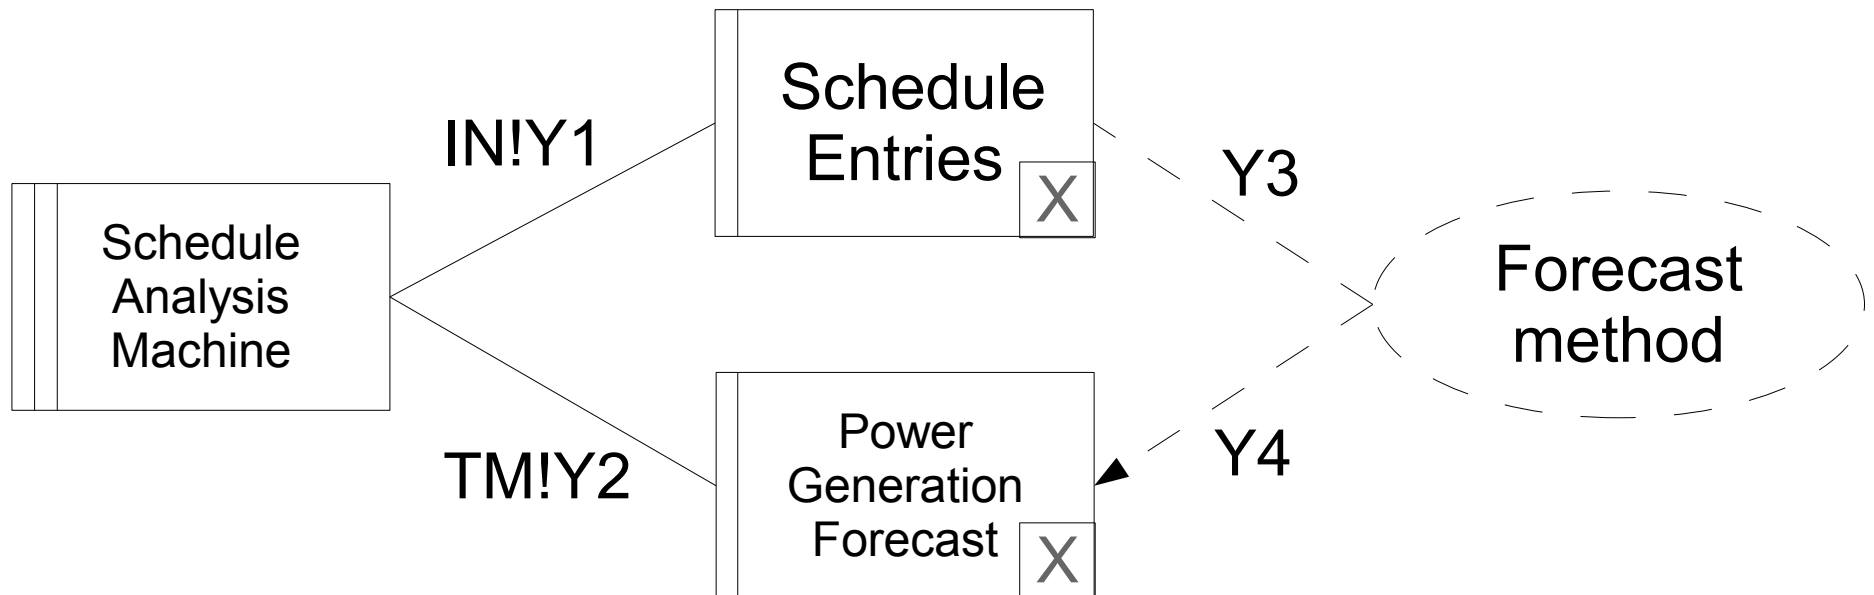 Schedule
Analysis
Machine
IN!Y1
TM!Y2
Schedule
Entries
X
Power
Generation
Forecast
X
Y3
Y4
Forecast
method